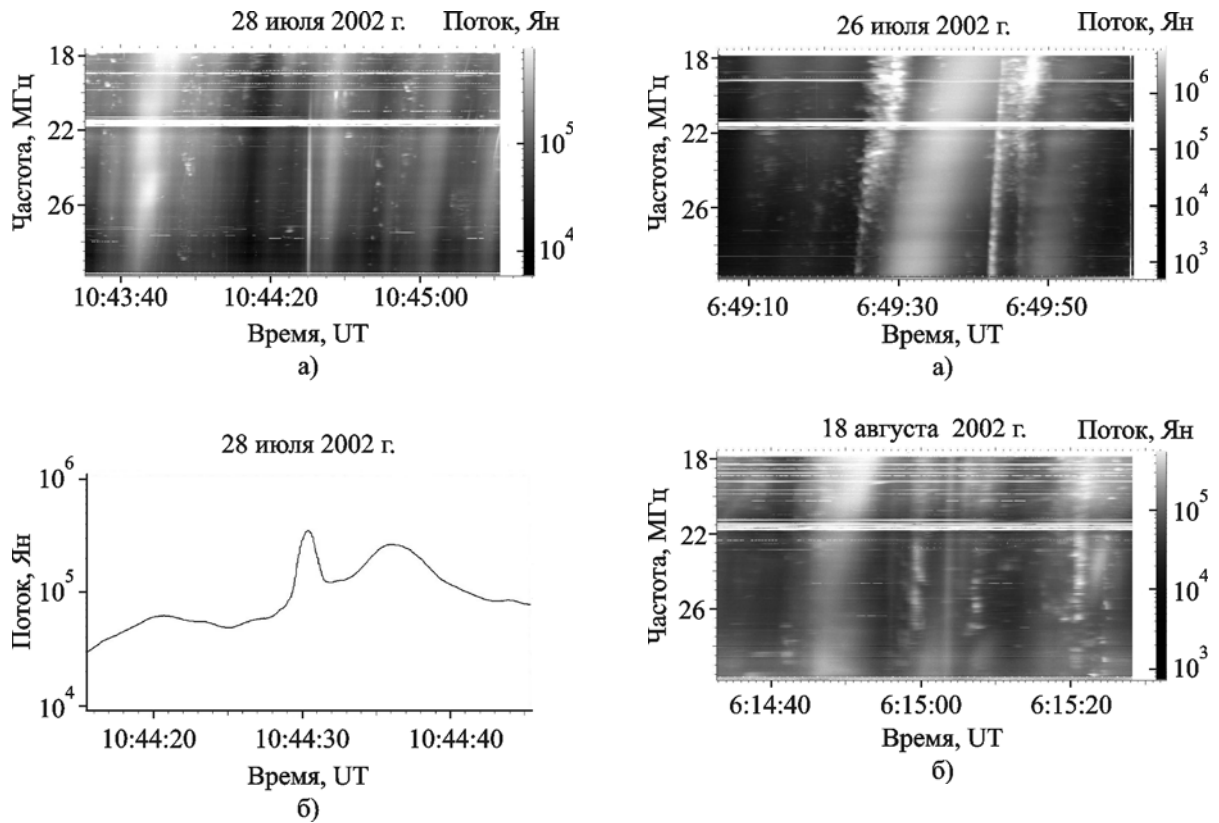 28 июля 2002 г.
Поток, Ян
18
22
26
Частота, МГц
10^5
10^4
10:43:40
10:44:20
10:45:00
Время, UT
а)
28 июля 2002 г.
10^6
10^5
10^4
Поток, Ян
10:44:20
10:44:30
10:44:40
Время, UT
б)
26 июля 2002 г.
Поток, Ян
18
22
26
Частота, МГц
10^6
10^5
10^4
10^3
6:49:10
6:49:30
6:49:50
Время, UT
а)
18 августа 2002 г.
Поток, Ян
18
22
26
Частота, МГц
10^5
10^4
10^3
6:14:40
6:15:00
6:15:20
Время, UT
б)